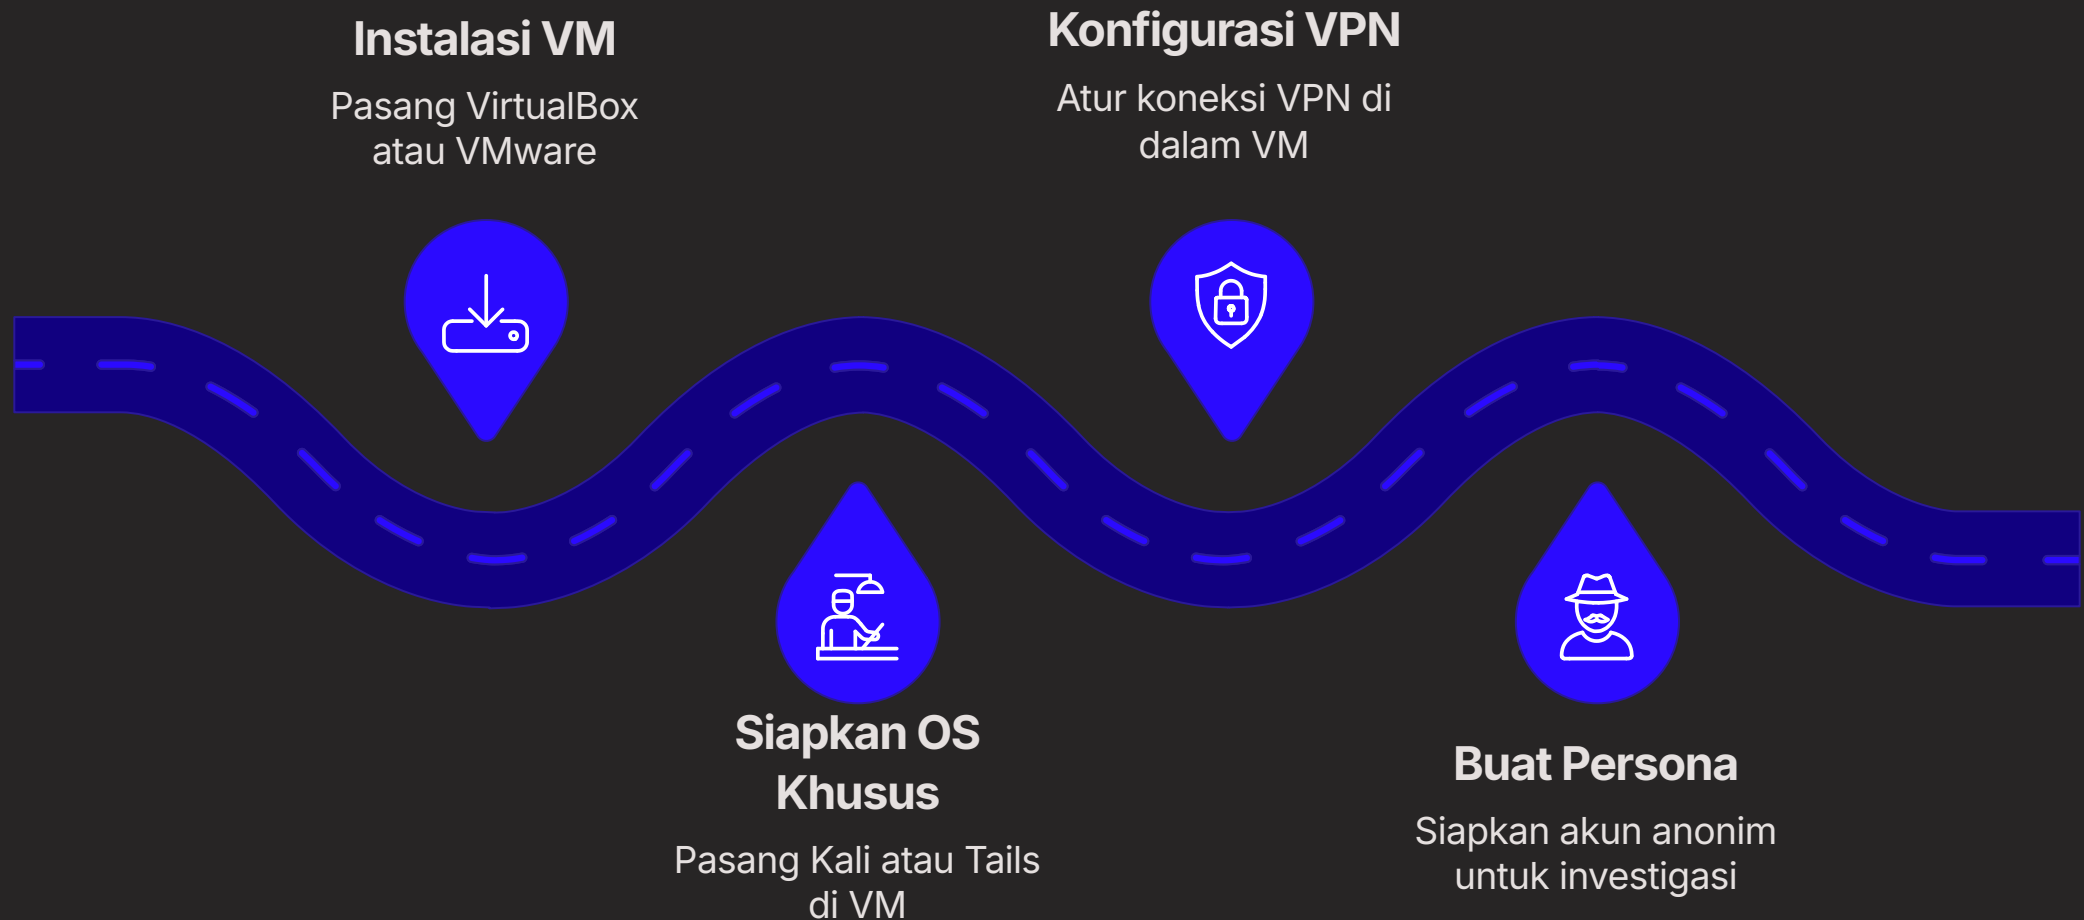 Instalasi VM
Pasang VirtualBox
atau VMware
Siapkan OS
Khusus
Pasang Kali atau Tails
di VM
Konfigurasi VPN
Atur koneksi VPN di
dalam VM
Buat Persona
Siapkan akun anonim
untuk investigasi